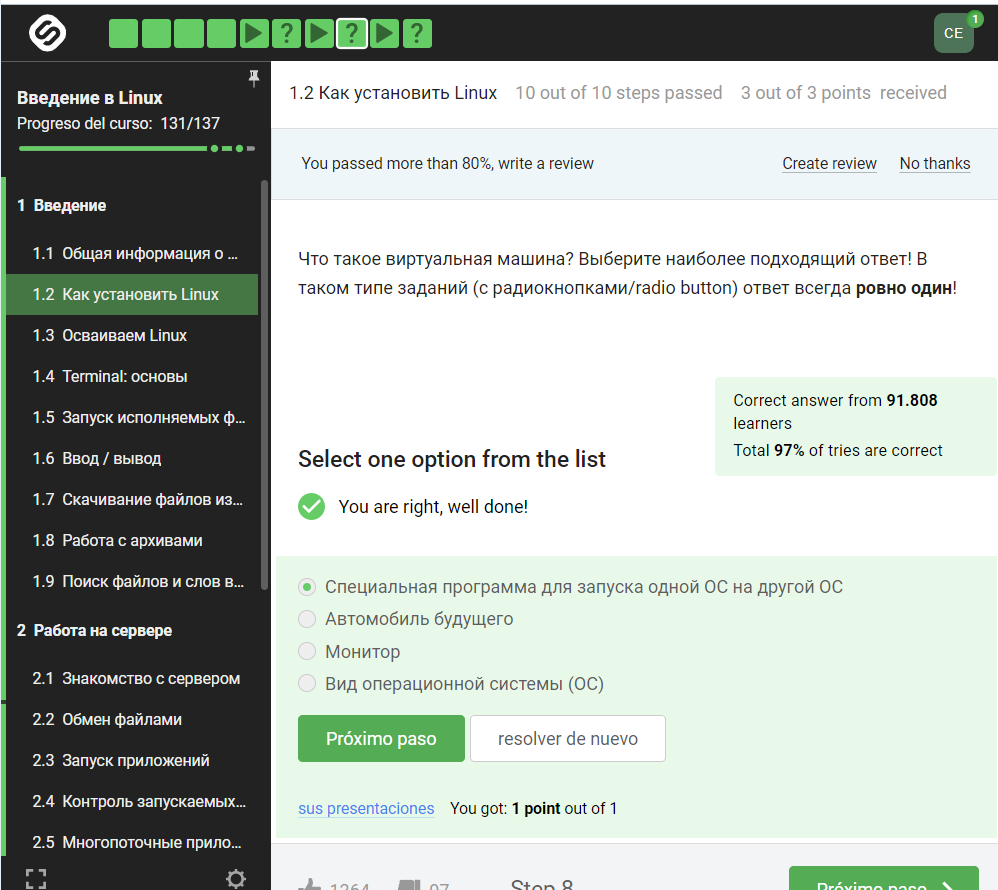 CE
1
Введение в Linux
Progreso del curso: 131/137
1 Введение
1.1 Общая информация о ...
1.2 Как установить Linux
1.3 Осваиваем Linux
1.4 Terminal: основы
1.5 Запуск исполняемых ф...
1.6 Ввод / вывод
1.7 Скачивание файлов из...
1.8 Работа с архивами
1.9 Поиск файлов и слов в...
2 Работа на сервере
2.1 Знакомство с сервером
2.2 Обмен файлами
2.3 Запуск приложений
2.4 Контроль запускаемых...
2.5 Многопоточные прило...
1.2 Как установить Linux 10 out of 10 steps passed 3 out of 3 points received
You passed more than 80%, write a review Create review No thanks
Что такое виртуальная машина? Выберите наиболее подходящий ответ! В
таком типе заданий (с радиокнопками/radio button) ответ всегда ровно один!
Correct answer from 91.808
learners
Total 97% of tries are correct
Select one option from the list
You are right, well done!
Специальная программа для запуска одной ОС на другой ОС
Автомобиль будущего
Монитор
Вид операционной системы (ОС)
Próximo paso resolver de nuevo
sus presentaciones You got: 1 point out of 1
1264 97 Step 8 Próximo paso